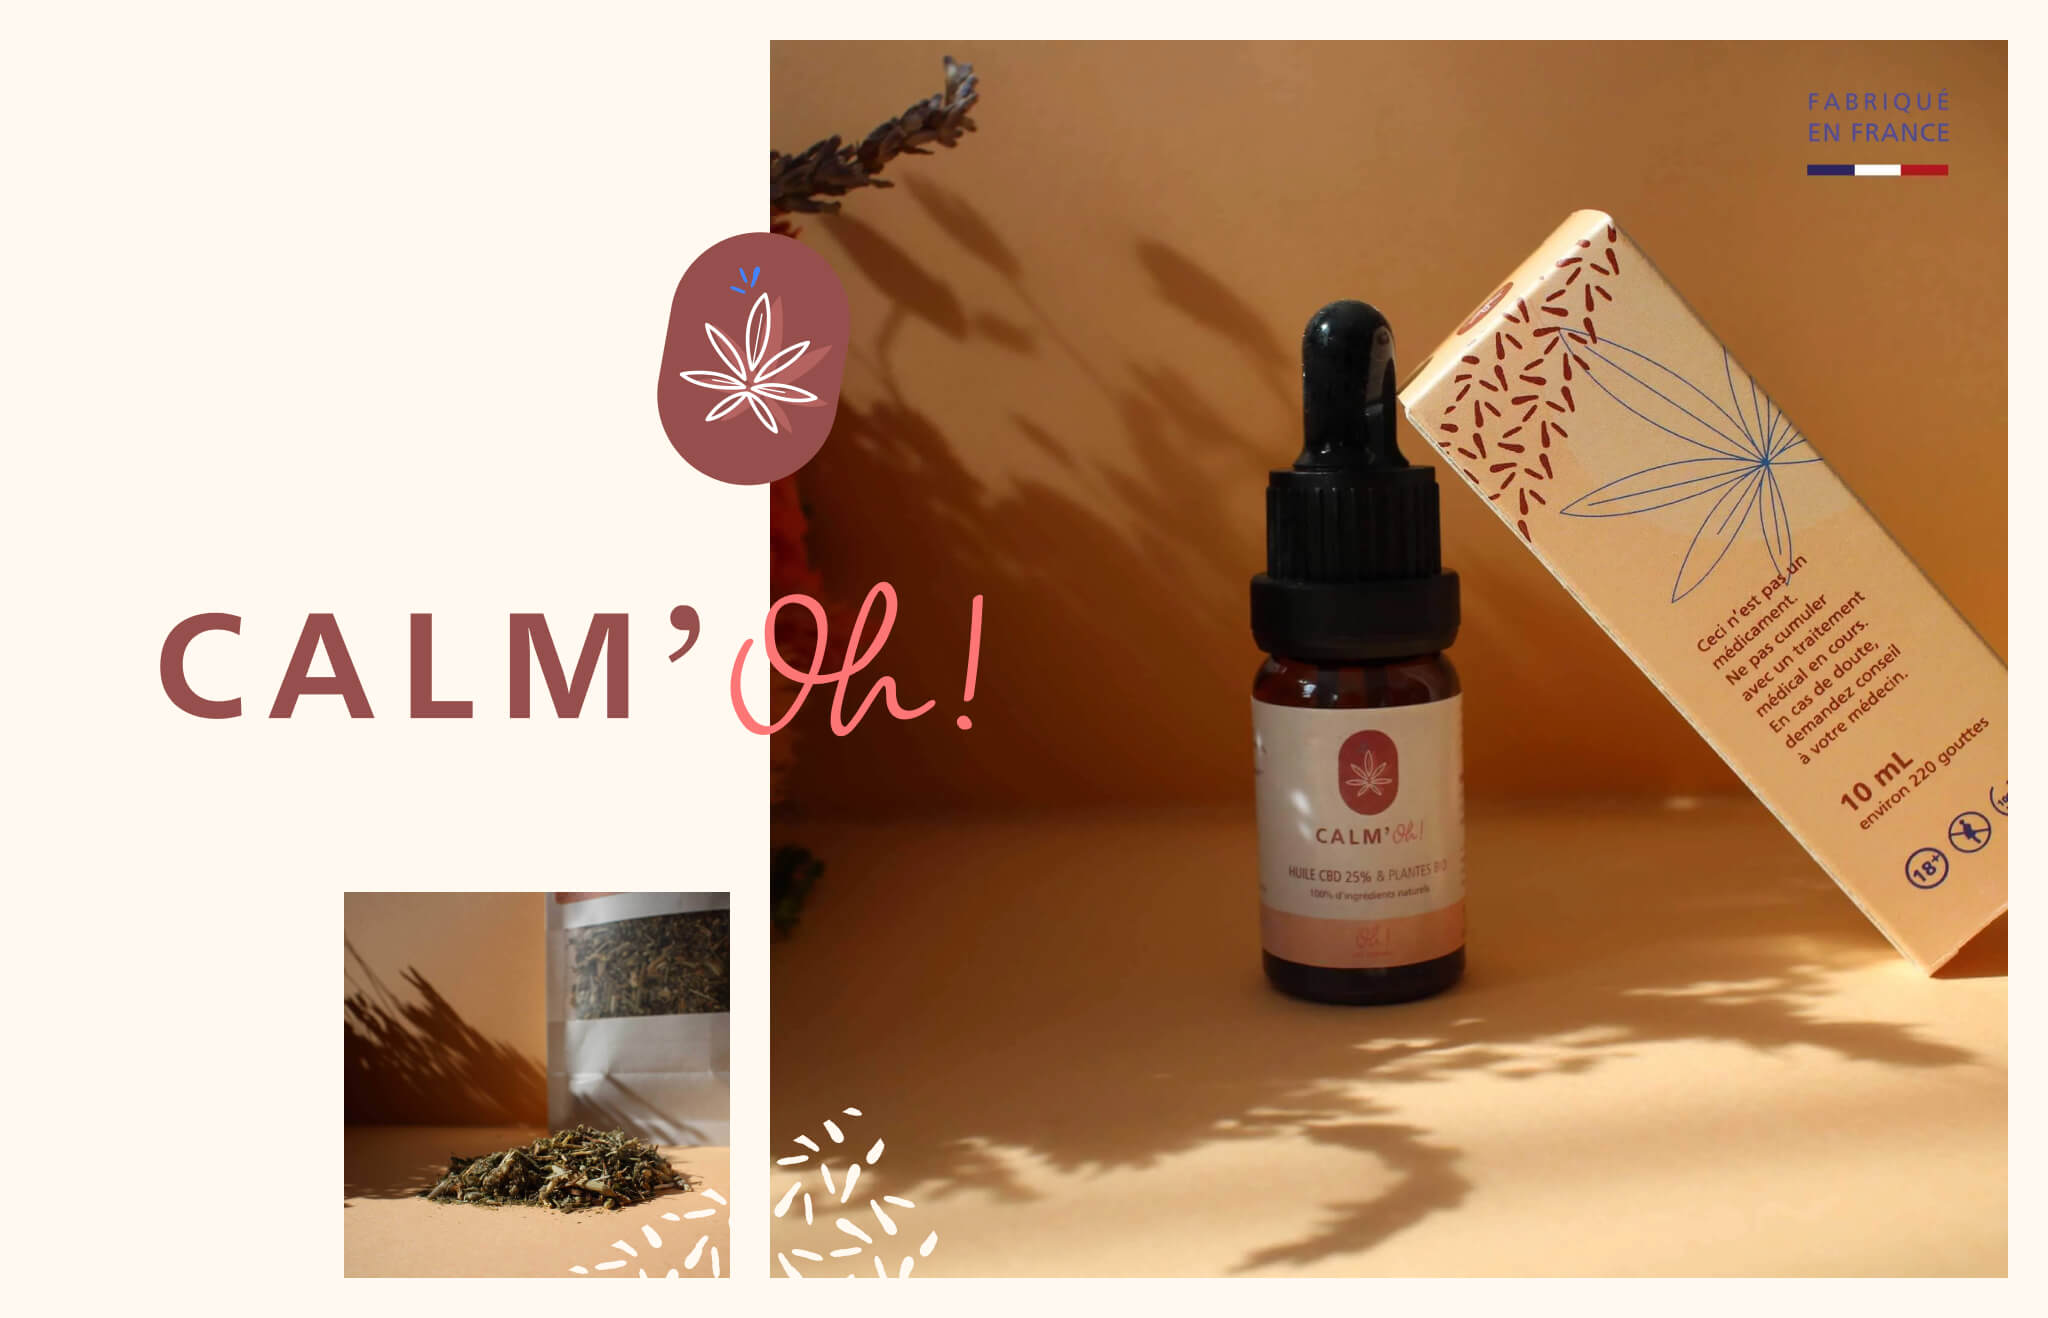 FABRIQUÉ
EN FRANCE
CALM’Oh!
Ceci n'est pas un
médicament.
Ne pas cumuler
avec un traitement
médical en cours.
En cas de doute,
demandez conseil
à votre médecin.
10 mL
environ 220 gouttes
18+
CALM’Oh!
HUILE CBD 25% & PLANTES BIO
100% d'ingrédients naturels
Oh!